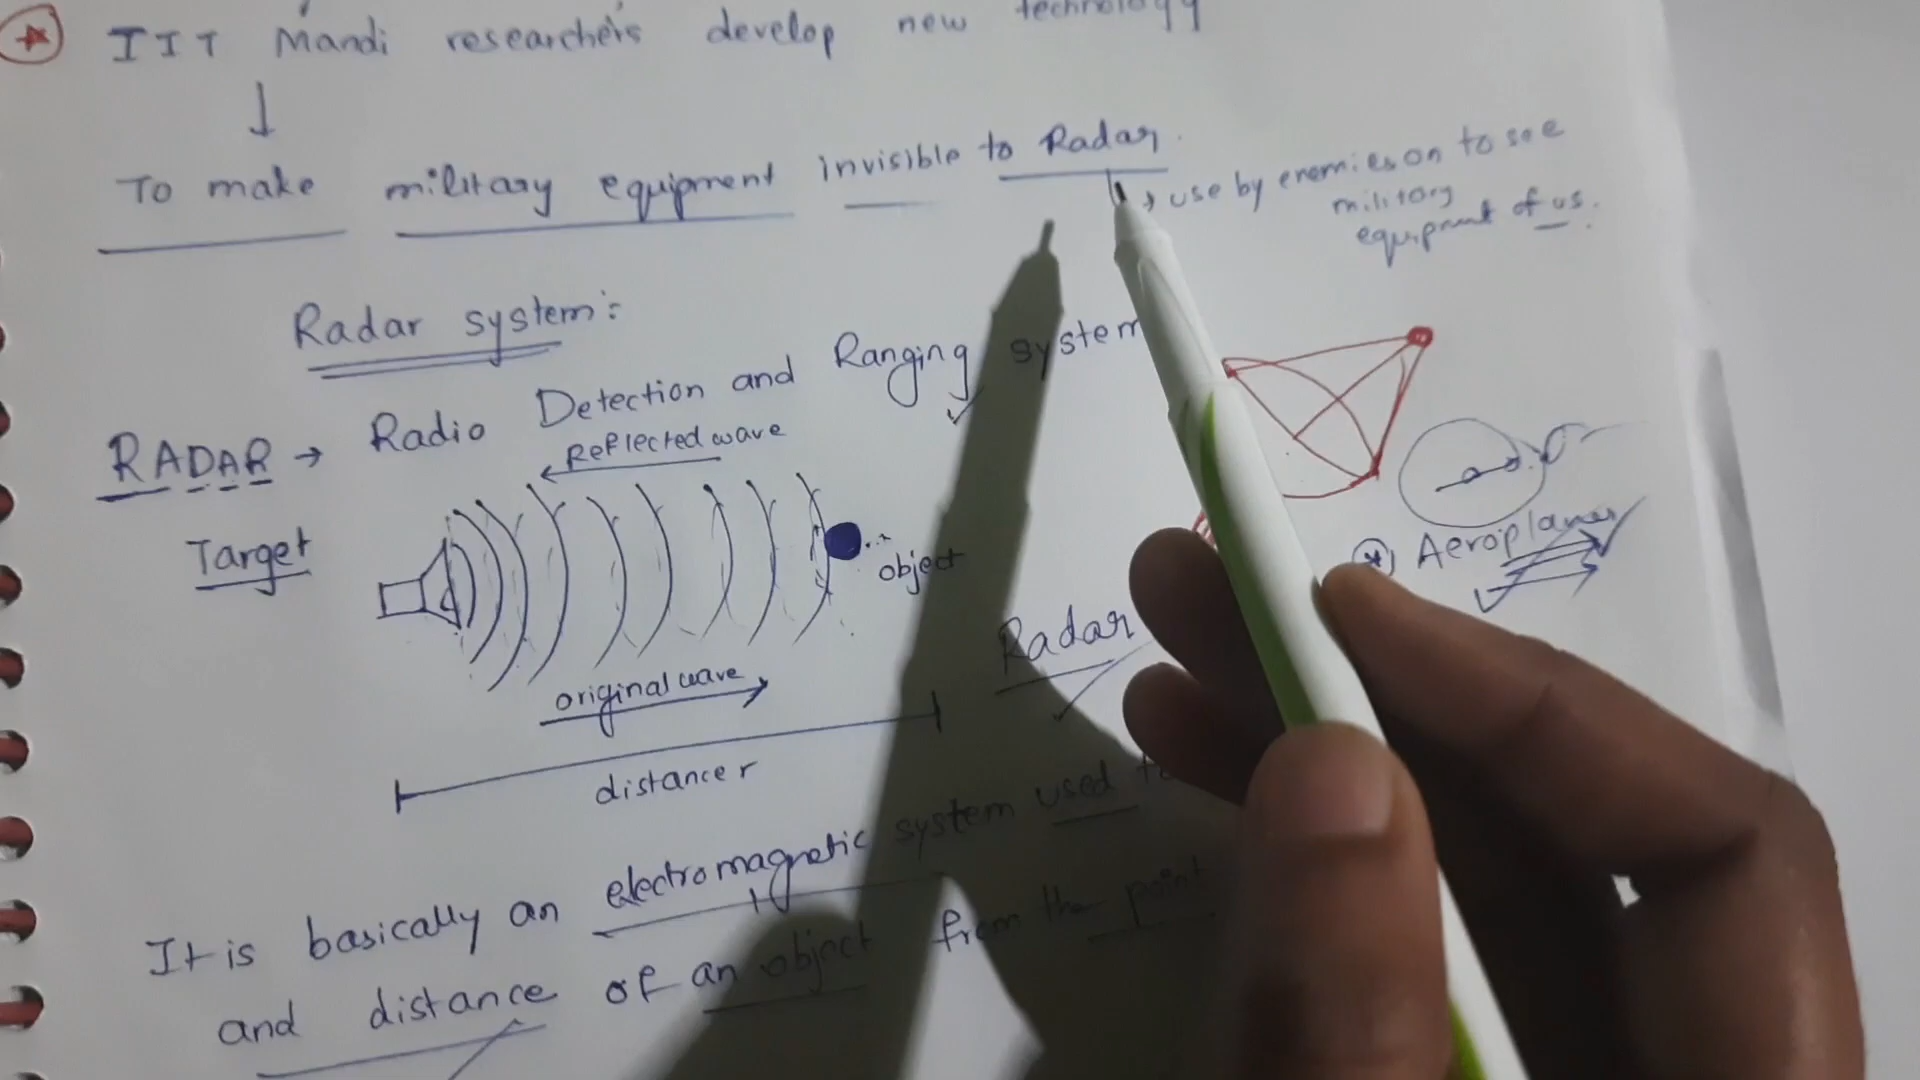 IIT Mandi researchers develop new technology
To make military equipment invisible to Radar.
use by enemies on to see
military
equipment of us.
Radar system:
RADAR → Radio Detection and Ranging system
Reflected wave
Target
object
Aeroplanes
Radar
original wave
distance r
It is basically an electromagnetic system used
and distance of an object from the point